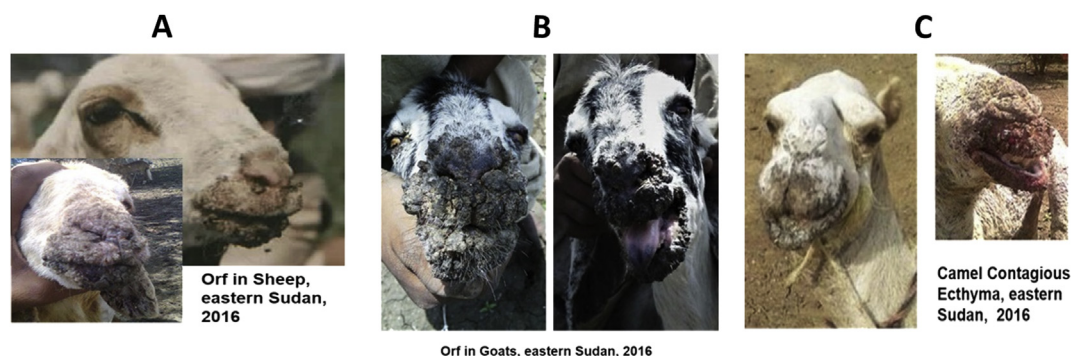 A
B
C
Orf in Sheep,
eastern Sudan,
2016
Orf in Goats, eastern Sudan, 2016
Camel Contagious
Ecthyma, eastern
Sudan, 2016